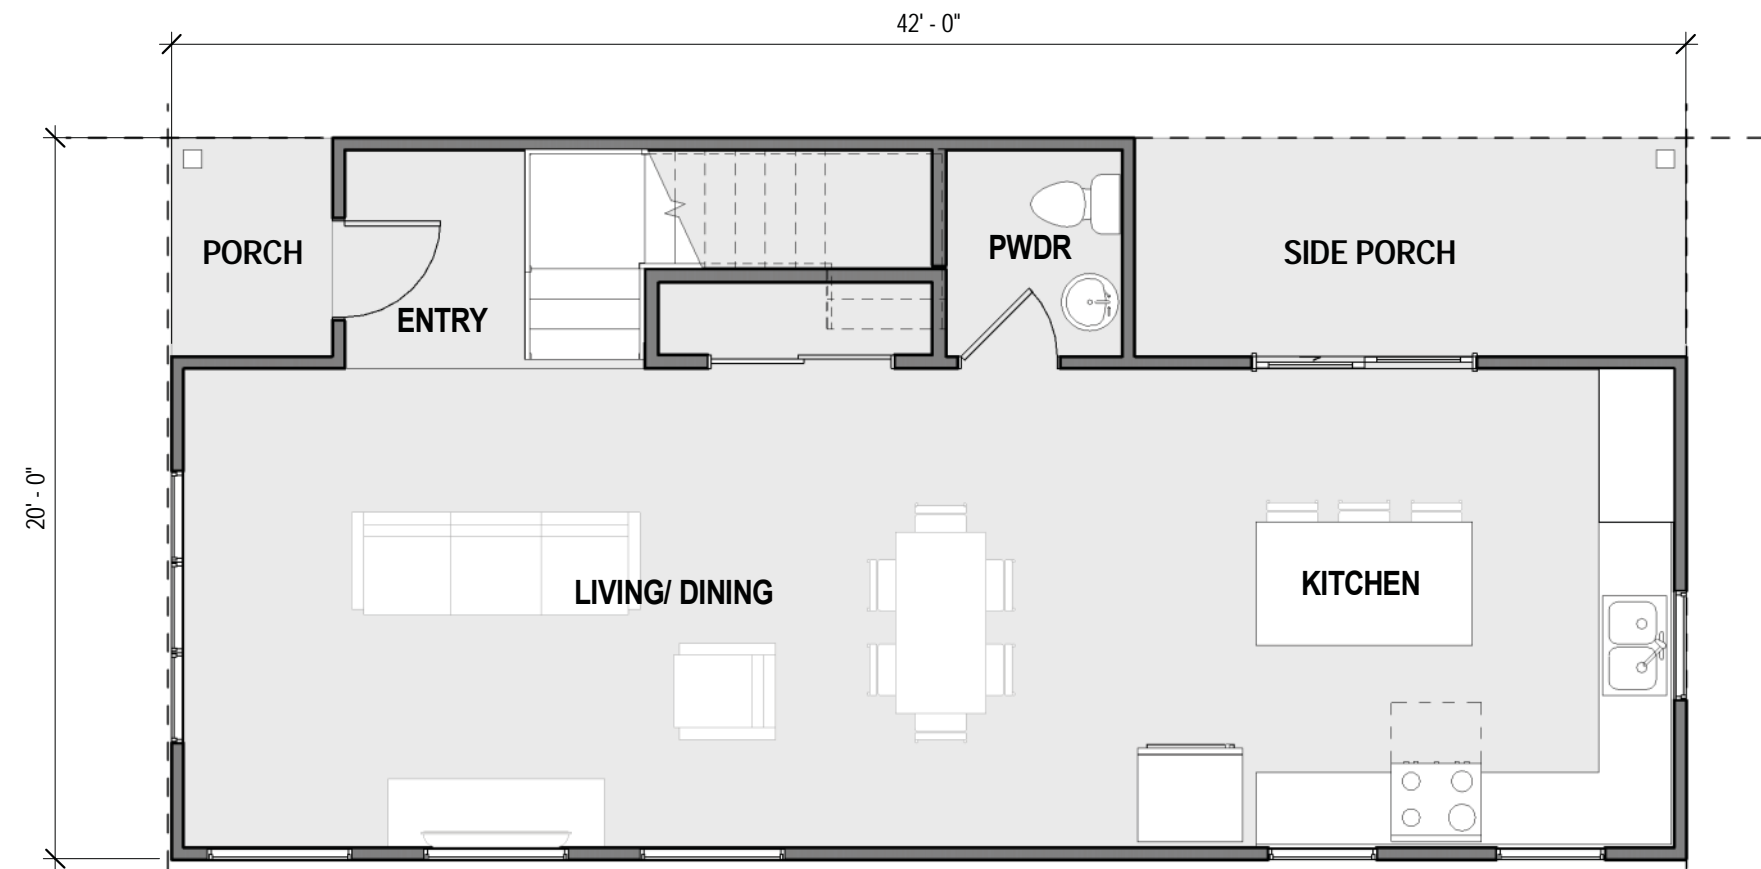 42' - 0"
PORCH
ENTRY
PWDR
SIDE PORCH
20' - 0"
LIVING/ DINING
KITCHEN